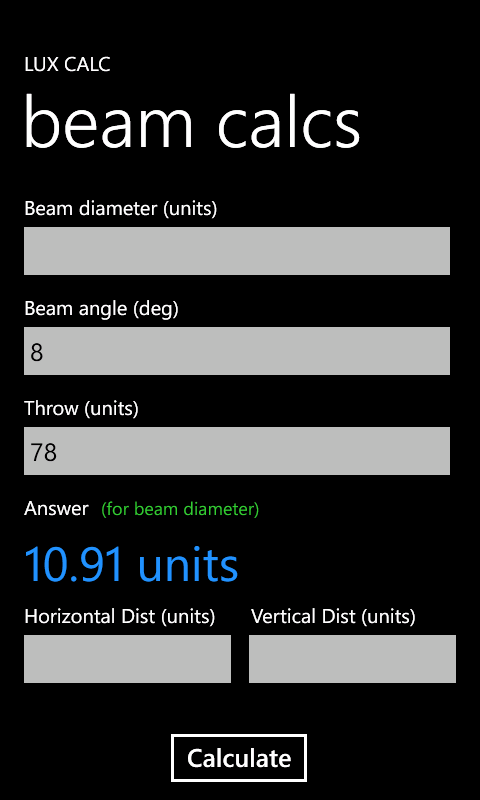 LUX CALC
beam calcs
Beam diameter (units)
Beam angle (deg)
8
Throw (units)
78
Answer (for beam diameter)
10.91 units
Horizontal Dist (units) Vertical Dist (units)
Calculate